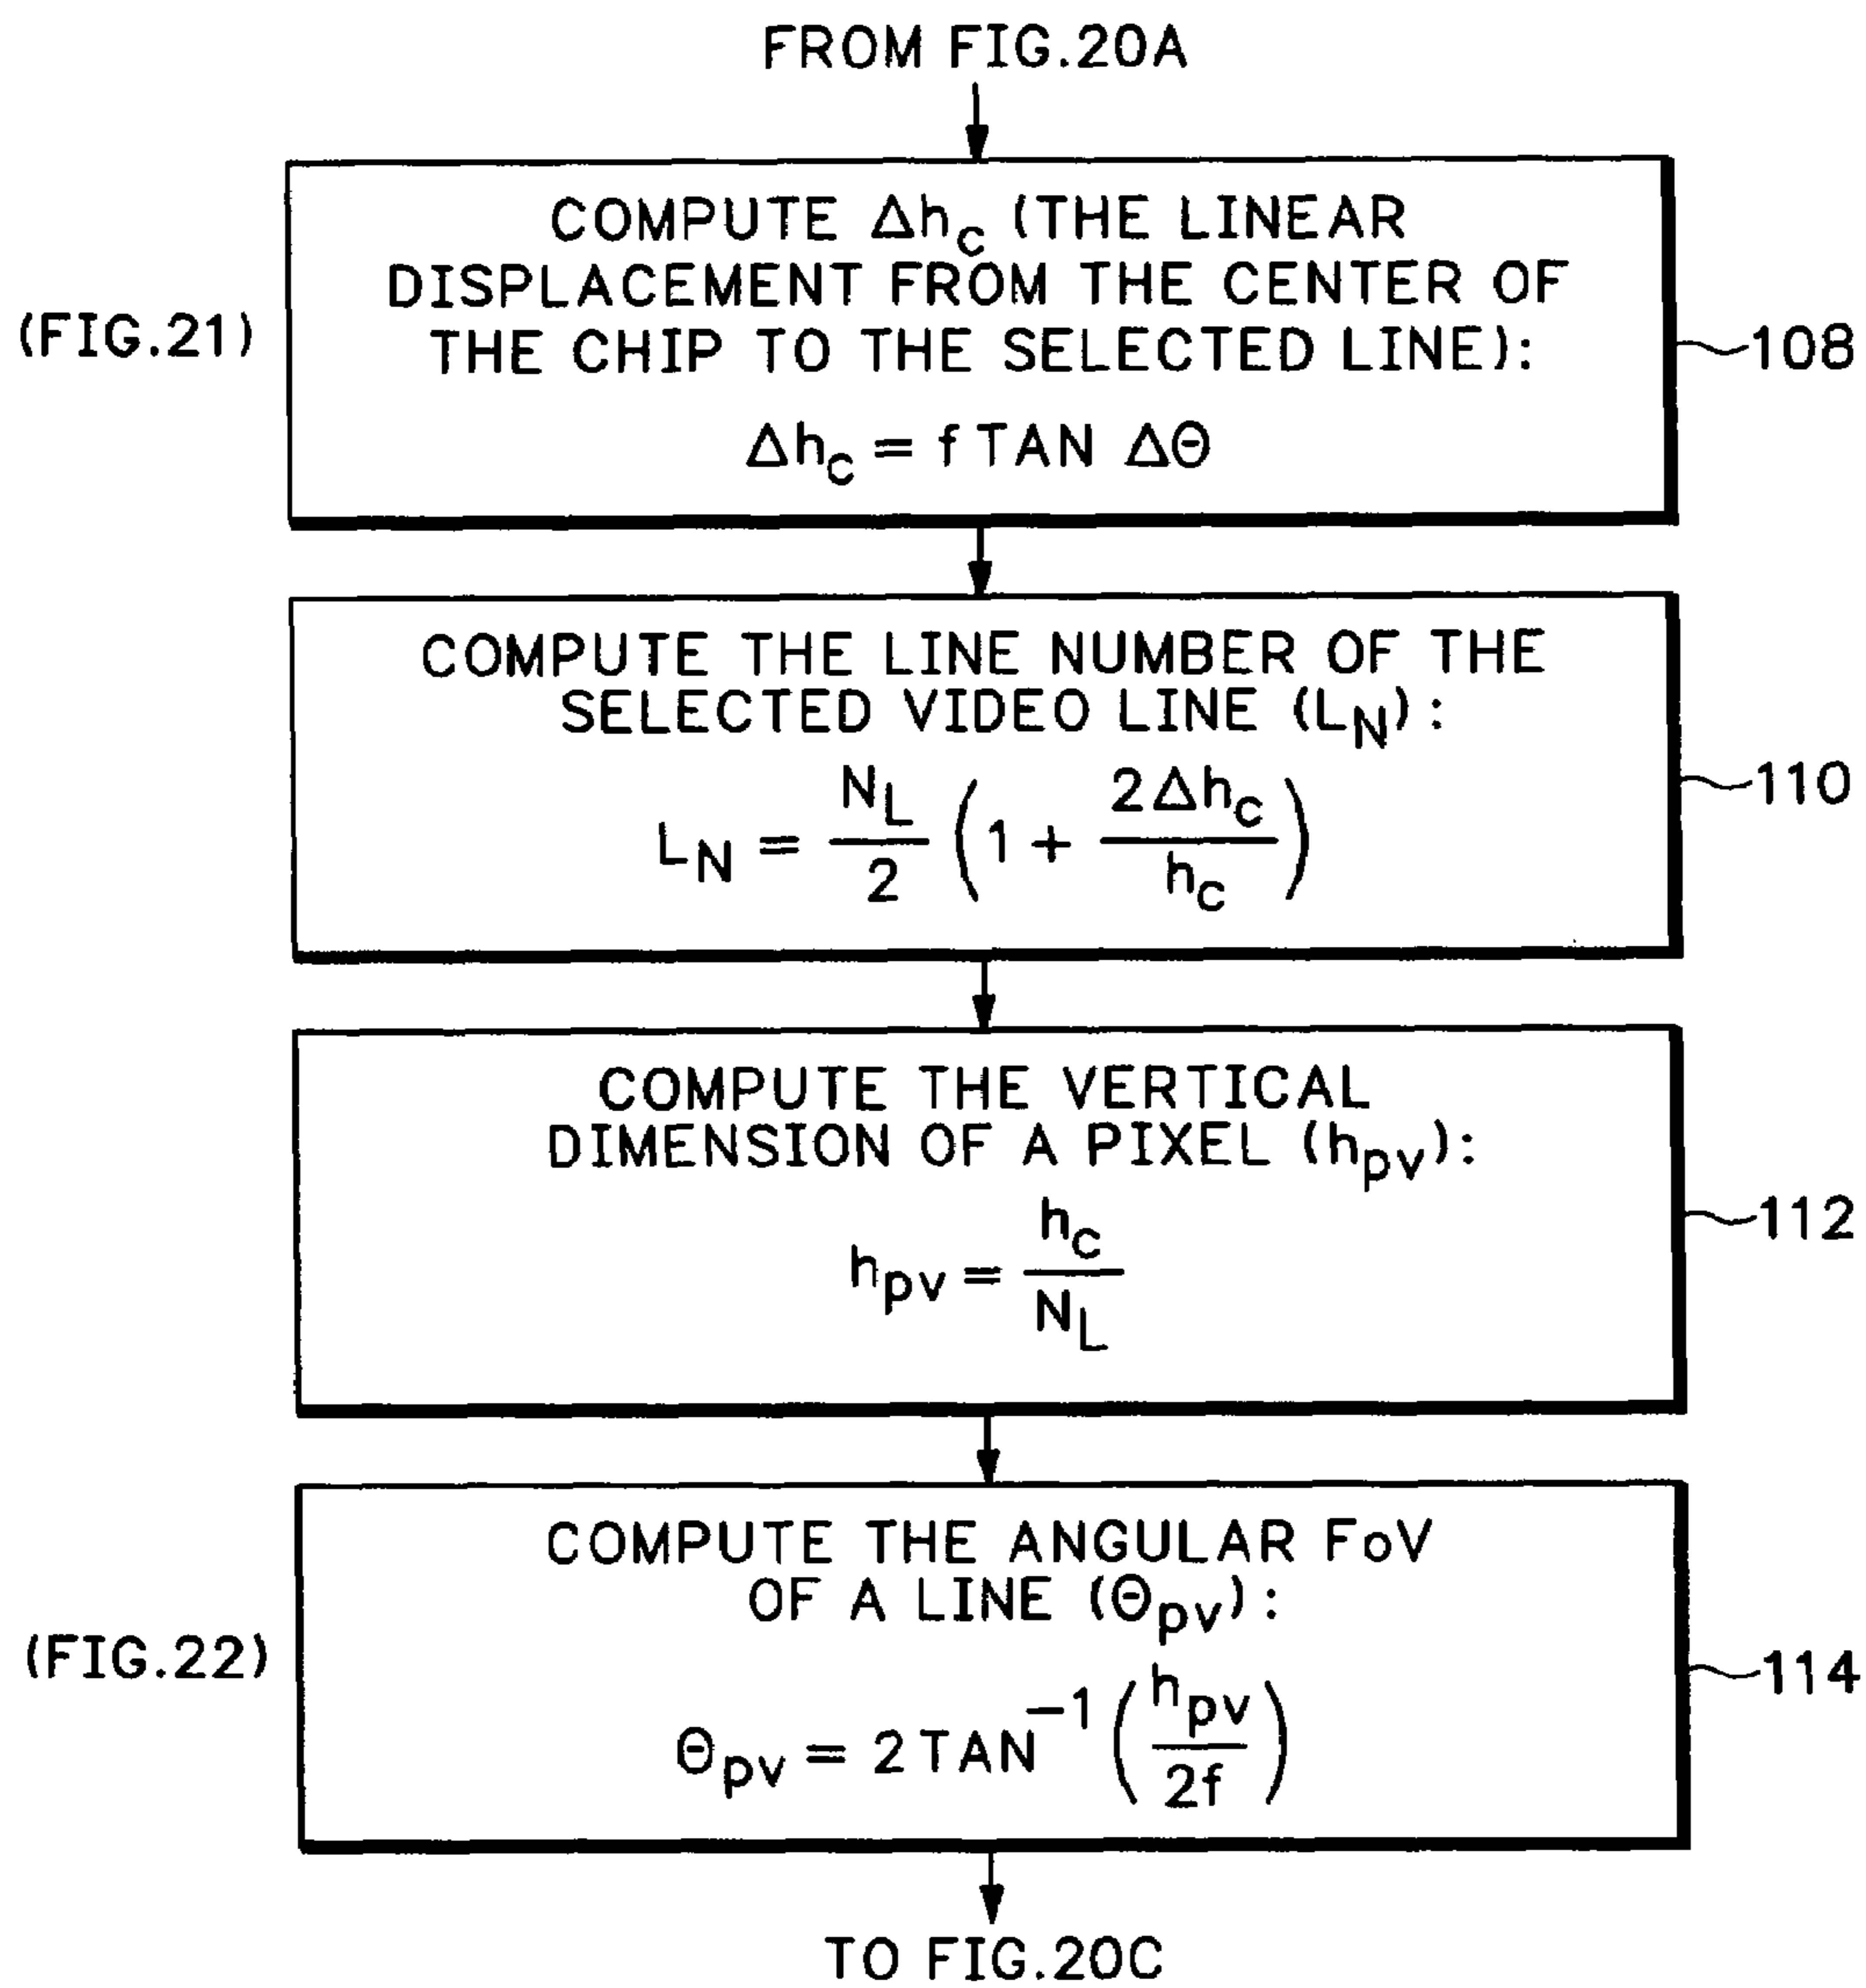 FROM FIG.20A
COMPUTE Δh_c (THE LINEAR
DISPLACEMENT FROM THE CENTER OF
THE CHIP TO THE SELECTED LINE):
Δh_c = f TAN ΔΘ
(FIG.21)
108
COMPUTE THE LINE NUMBER OF THE
SELECTED VIDEO LINE (L_N):
L_N = N_L/2 (1 + 2Δh_c/h_c)
110
COMPUTE THE VERTICAL
DIMENSION OF A PIXEL (h_pv):
h_pv = h_c/N_L
112
COMPUTE THE ANGULAR FoV
OF A LINE (Θ_pv):
Θ_pv = 2 TAN^-1 (h_pv/2f)
(FIG.22)
114
TO FIG.20C